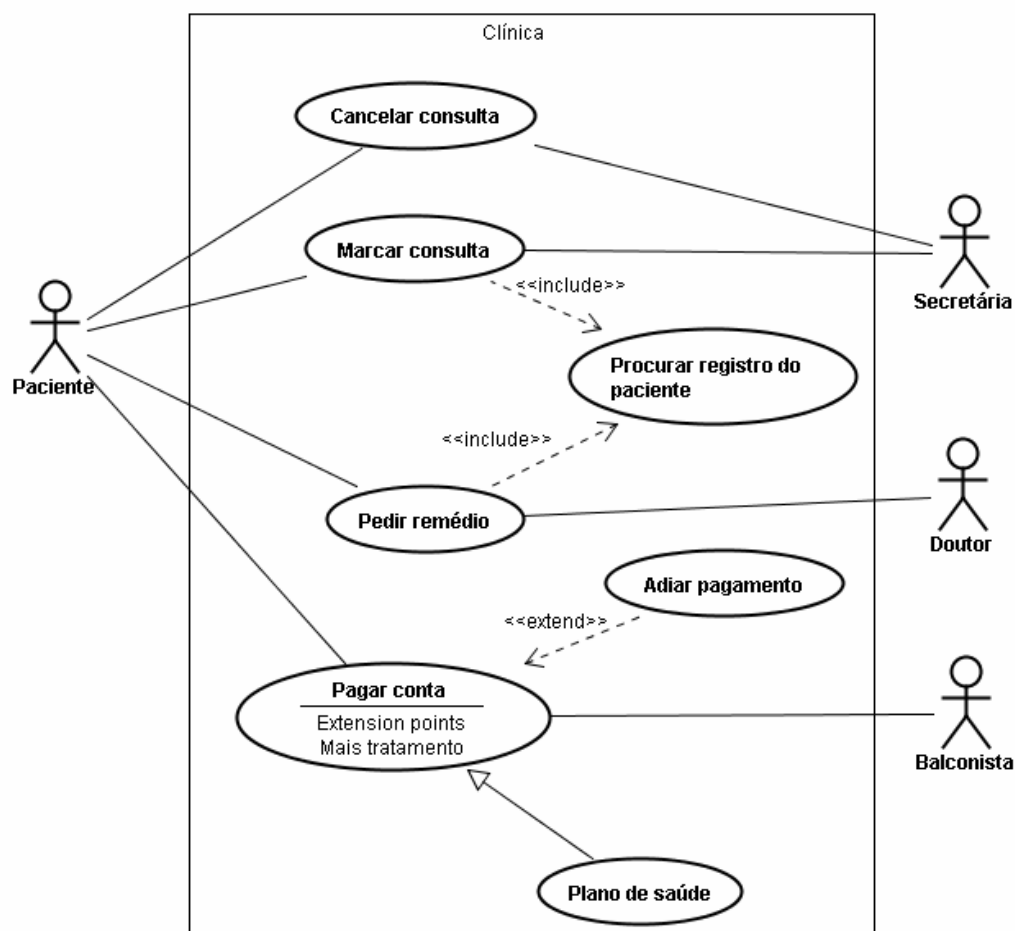 Clínica
Cancelar consulta
Marcar consulta
<<include>>
Secretária
Paciente
Procurar registro do
paciente
<<include>>
Pedir remédio
Doutor
Adiar pagamento
<<extend>>
Pagar conta
Extension points
Mais tratamento
Balconista
Plano de saúde